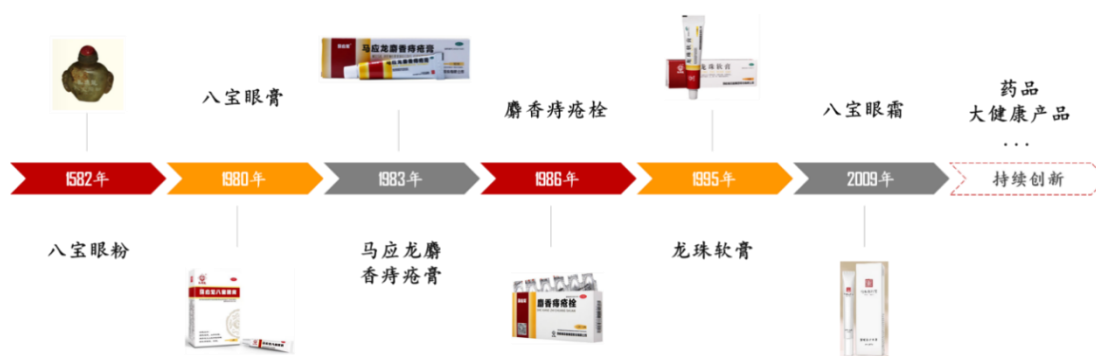 八宝眼膏
马应龙麝香痔疮膏
麝香痔疮栓
龙珠软膏
八宝眼霜
药品
大健康产品
...
1582年
1980年
1983年
1986年
1995年
2009年
持续创新
八宝眼粉
马应龙麝
香痔疮膏
龙珠软膏
麝香痔疮栓